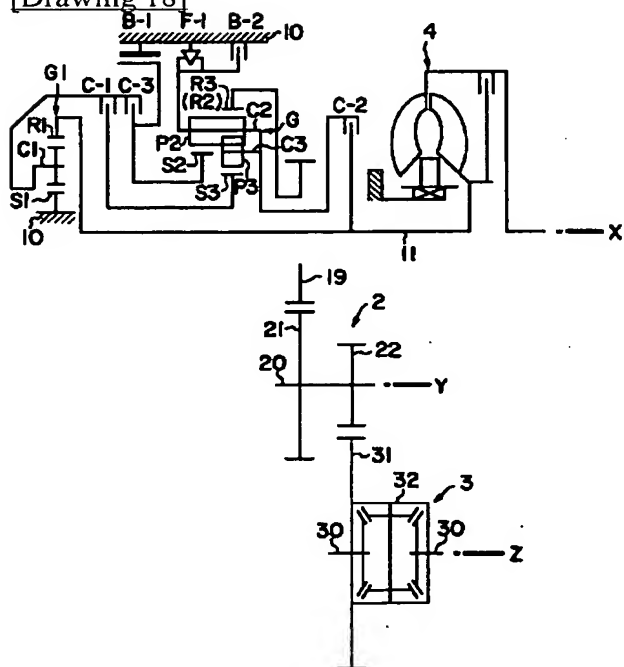 [Drawing 18]
B-1 F-1 B-2
10
4
G1
C-1 C-3
R3
(R2)
C-2
R1
C2
G
P2
C3
C1
S2
S3
P3
S1
10
11
X
19
2
21
22
20
Y
31
32
3
30
30
Z